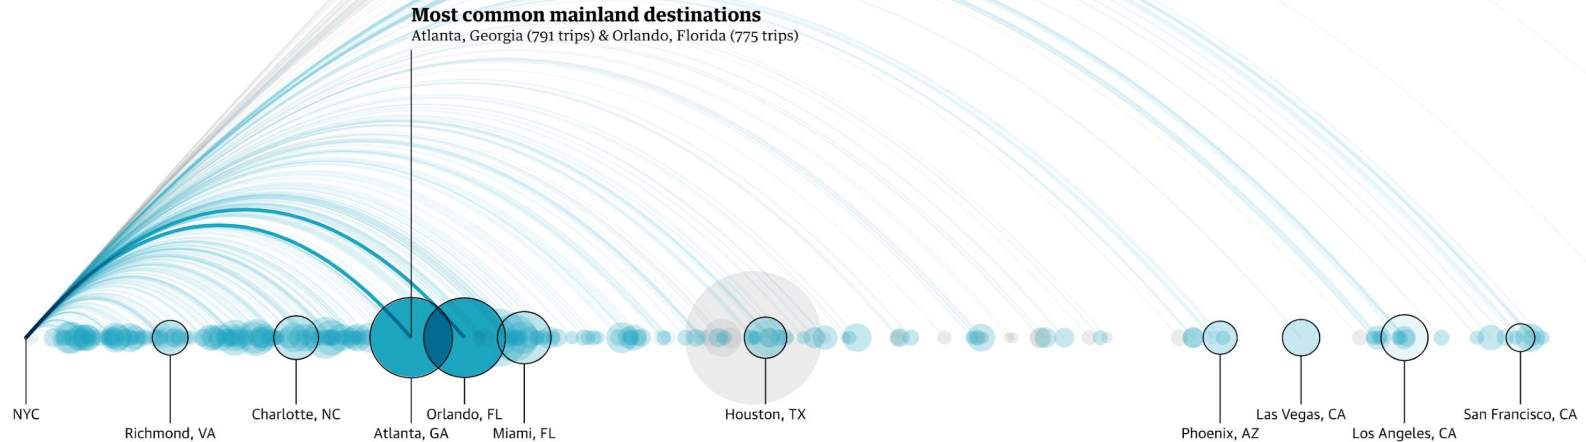 Most common mainland destinations
Atlanta, Georgia (791 trips) & Orlando, Florida (775 trips)
NYC
Richmond, VA
Charlotte, NC
Atlanta, GA
Orlando, FL
Miami, FL
Houston, TX
Phoenix, AZ
Las Vegas, CA
Los Angeles, CA
San Francisco, CA